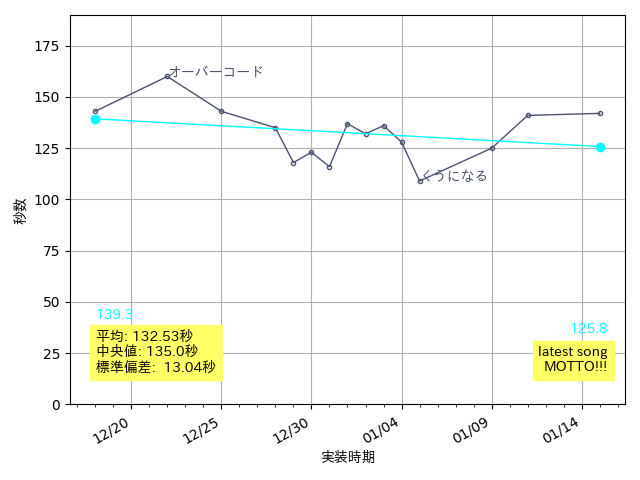 175
150
125
100
75
50
25
0
秒数
オーバーコード
くうになる
139.3
125.8
平均: 132.53秒
中央値: 135.0秒
標準偏差: 13.04秒
latest song
MOTTO!!!
12/20
12/25
12/30
01/04
01/09
01/14
実装時期